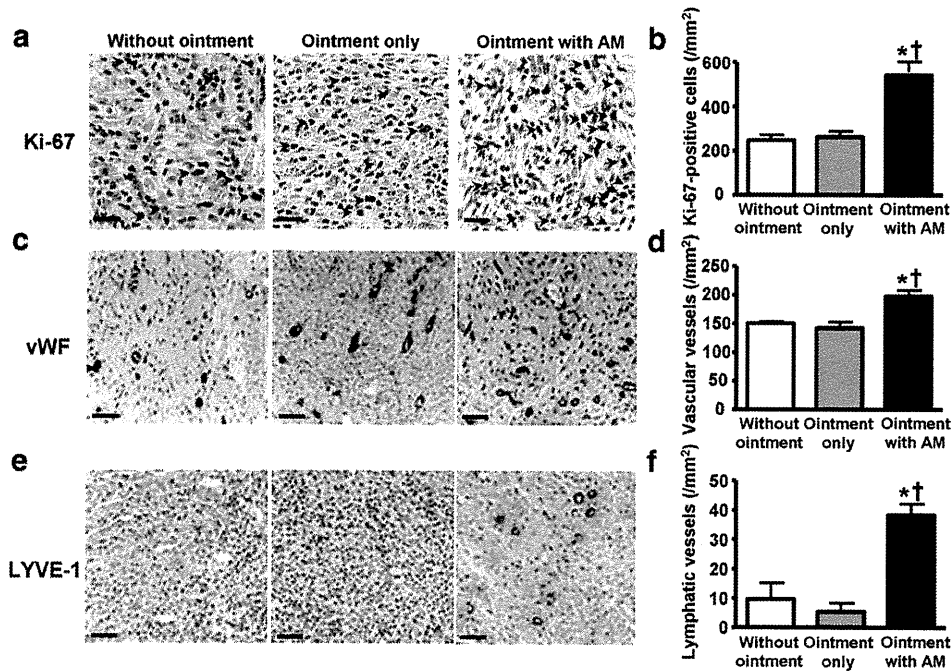 a
Without ointment
Ointment only
Ointment with AM
Ki-67
b
Ki-67-positive cells (/mm²)
600
400
200
0
*†
Without ointment
Ointment only
Ointment with AM
c
vWF
d
Vascular vessels (/mm²)
250
200
150
100
50
0
*†
Without ointment
Ointment only
Ointment with AM
e
LYVE-1
f
Lymphatic vessels (/mm²)
50
40
30
20
10
0
*†
Without ointment
Ointment only
Ointment with AM